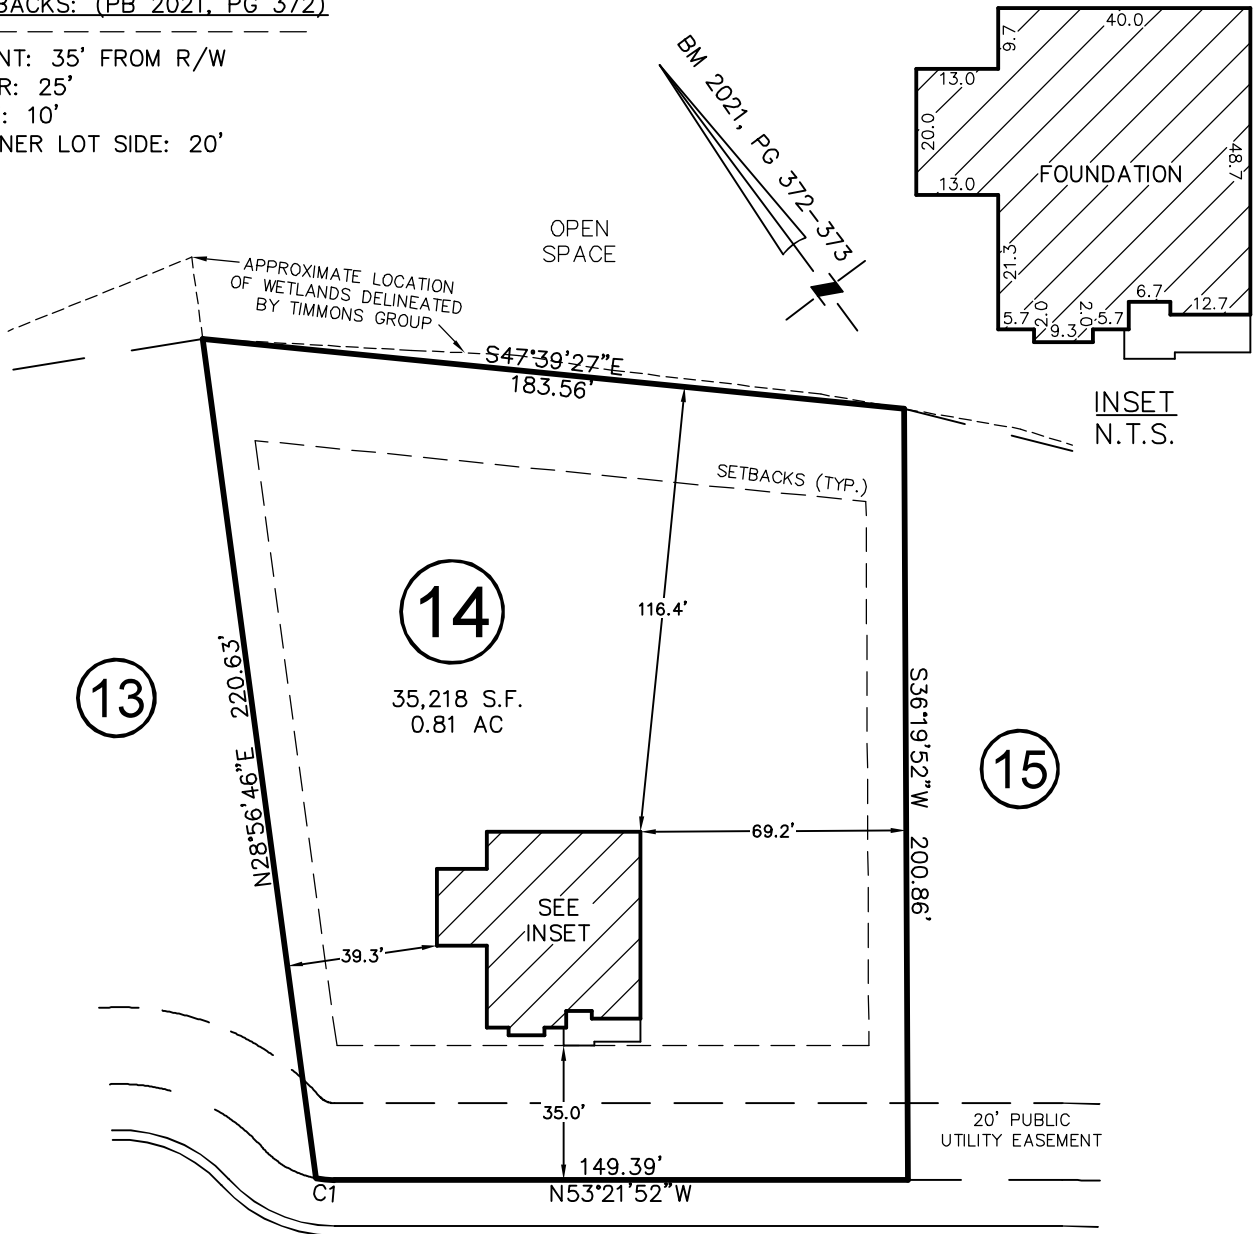 BACKS: (PB 2021, PG 372)
NT: 35' FROM R/W
R: 25'
: 10'
NER LOT SIDE: 20'
BM 2021, PG 372-373
OPEN
SPACE
APPROXIMATE LOCATION
OF WETLANDS DELINEATED
BY TIMMONS GROUP
40.0
9.7
13.0
20.0
13.0
48.7
FOUNDATION
21.3
6.7
12.7
5.7
2.0
9.3
2.0
5.7
INSET
N.T.S.
S47°39'27"E
183.56'
SETBACKS (TYP.)
14
35,218 S.F.
0.81 AC
116.4'
13
N28°56'46"E 220.63'
S36°19'52"W 200.86'
15
69.2'
SEE
INSET
39.3'
35.0'
20' PUBLIC
UTILITY EASEMENT
149.39'
N53°21'52"W
C1